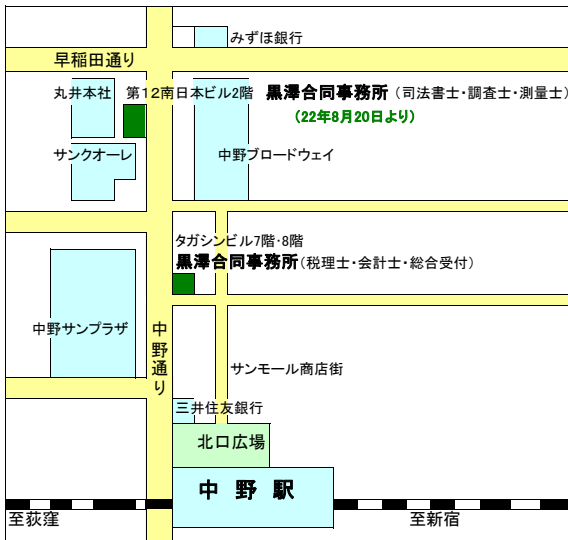 みずほ銀行
早稲田通り
丸井本社 第12南日本ビル2階 黒澤合同事務所 (司法書士・調査士・測量士)
(22年8月20日より)
サンクオーレ
中野ブロードウェイ
タガシンビル7階・8階
黒澤合同事務所(税理士・会計士・総合受付)
中野サンプラザ
中野通り
サンモール商店街
三井住友銀行
北口広場
中野駅
至荻窪
至新宿